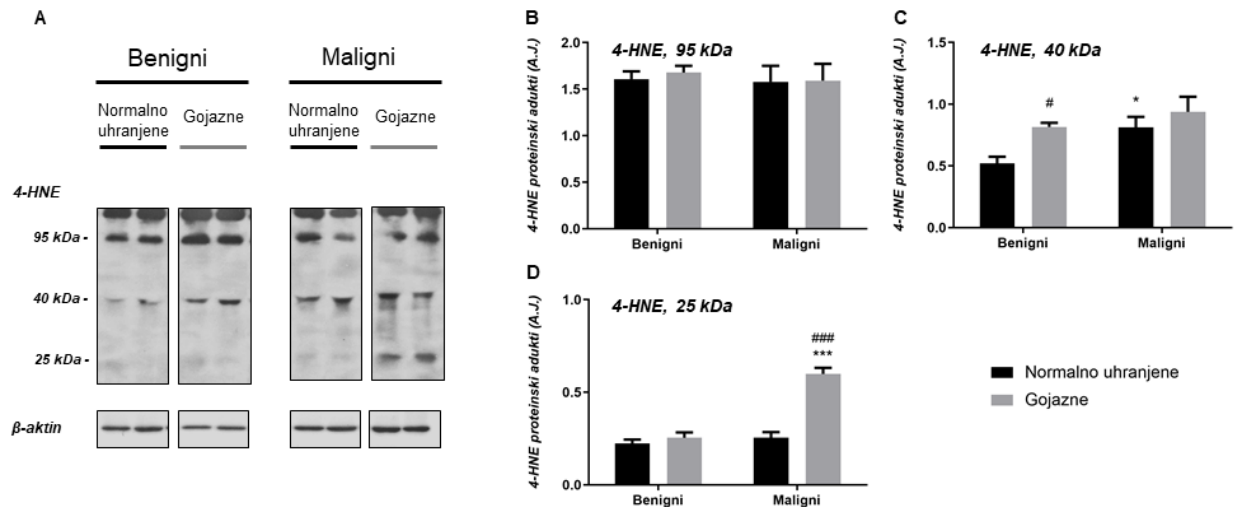 A
Benigni
Maligni
Normalno
uhranjene
Gojazne
Normalno
uhranjene
Gojazne
4-HNE
95 kDa -
40 kDa -
25 kDa -
β-aktin
B
4-HNE proteinski adukti (A.J.)
4-HNE, 95 kDa
2.0
1.5
1.0
0.5
0.0
Benigni
Maligni
C
4-HNE proteinski adukti (A.J.)
4-HNE, 40 kDa
1.5
1.0
0.5
0.0
#
*
Benigni
Maligni
D
4-HNE proteinski adukti (A.J.)
4-HNE, 25 kDa
1.0
0.5
0.0
###
***
Benigni
Maligni
Normalno uhranjene
Gojazne